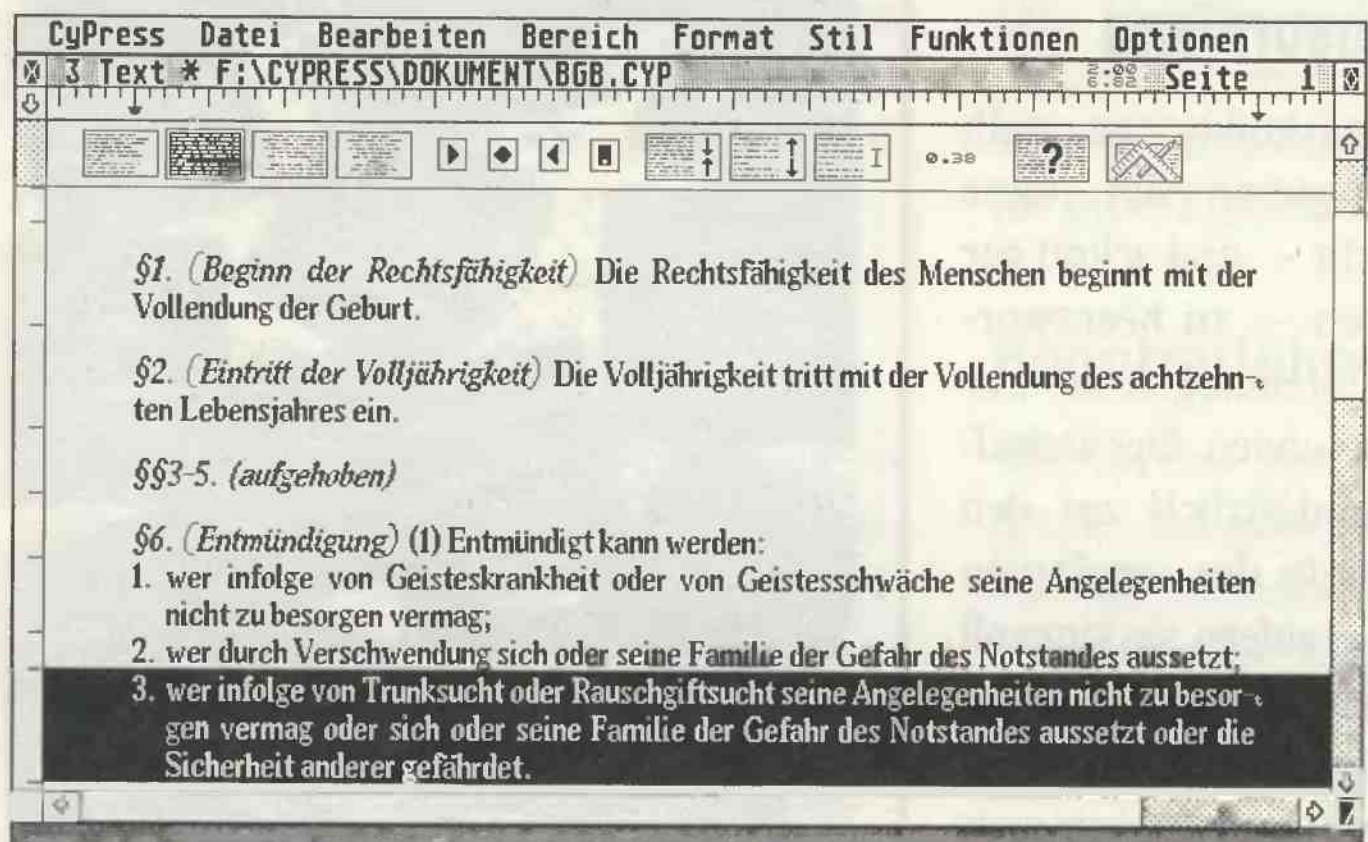 CyPress Datei Bearbeiten Bereich Format Stil Funktionen Optionen
3 Text * F:\CYPRESS\DOKUMENT\BGB.CYP Seite 1
0.38 ?
§1. (Beginn der Rechtsfähigkeit) Die Rechtsfähigkeit des Menschen beginnt mit der
Vollendung der Geburt.
§2. (Eintritt der Volljährigkeit) Die Volljährigkeit tritt mit der Vollendung des achtzehn-
ten Lebensjahres ein.
§§3-5. (aufgehoben)
§6. (Entmündigung) (1) Entmündigt kann werden:
1. wer infolge von Geisteskrankheit oder von Geistesschwäche seine Angelegenheiten
nicht zu besorgen vermag;
2. wer durch Verschwendung sich oder seine Familie der Gefahr des Notstandes aussetzt;
3. wer infolge von Trunksucht oder Rauschgiftsucht seine Angelegenheiten nicht zu besor-
gen vermag oder sich oder seine Familie der Gefahr des Notstandes aussetzt oder die
Sicherheit anderer gefährdet.